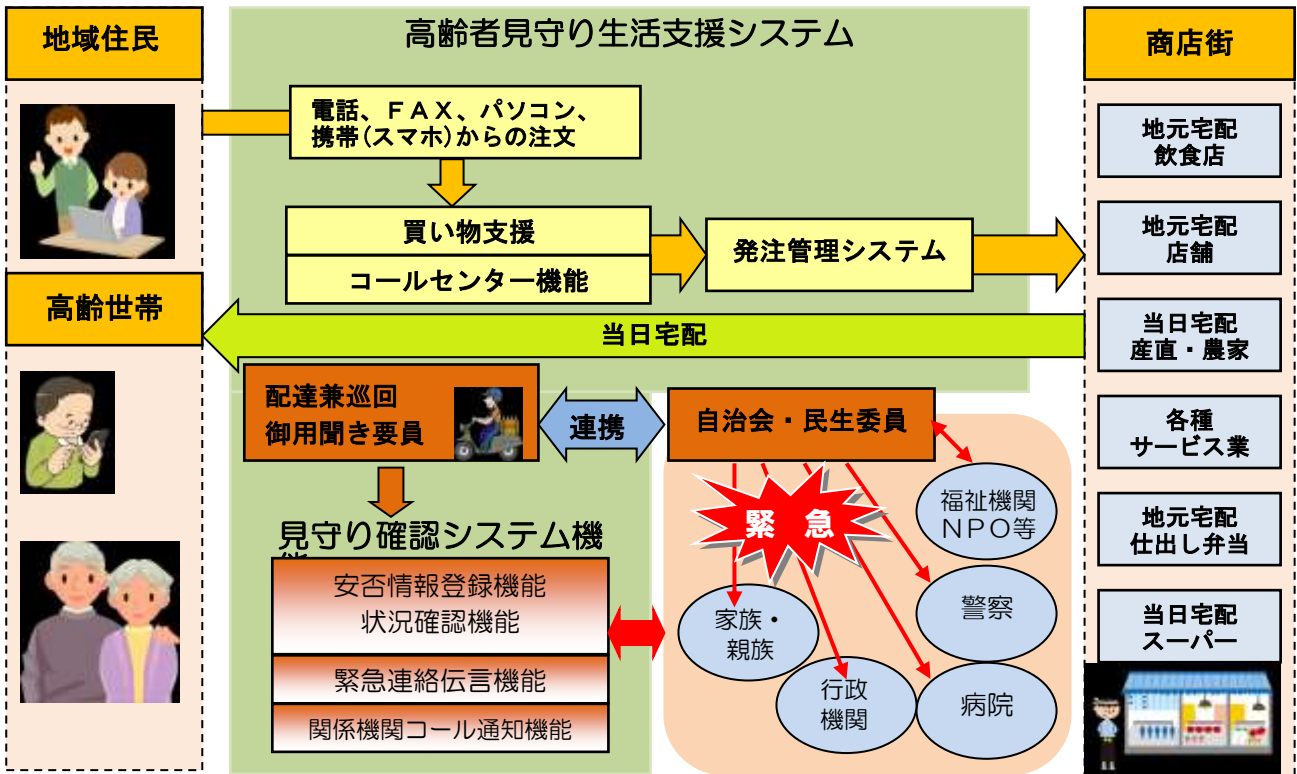 高齢者見守り生活支援システム
地域住民
電話、ＦＡＸ、パソコン、
携帯(スマホ)からの注文
買い物支援
コールセンター機能
発注管理システム
商店街
地元宅配
飲食店
地元宅配
店舗
当日宅配
産直・農家
各種
サービス業
地元宅配
仕出し弁当
当日宅配
スーパー
高齢世帯
当日宅配
配達兼巡回
御用聞き要員
連携
自治会・民生委員
緊　急
福祉機関
ＮＰＯ等
警察
病院
行政
機関
家族・
親族
見守り確認システム機
能
安否情報登録機能
状況確認機能
緊急連絡伝言機能
関係機関コール通知機能